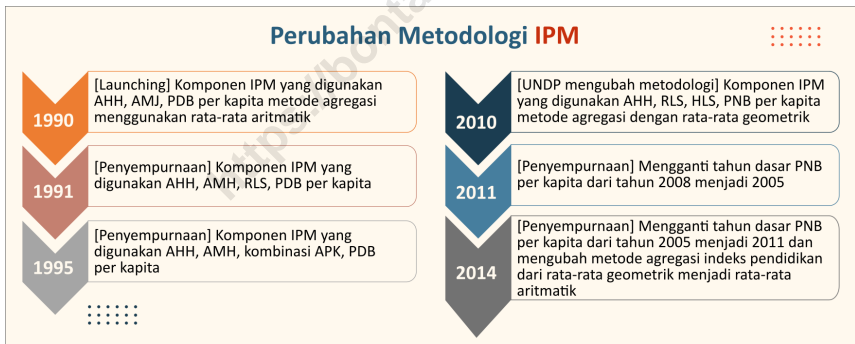 Perubahan Metodologi IPM
1990
[Launching] Komponen IPM yang digunakan
AHH, AMJ, PDB per kapita metode agregasi
menggunakan rata-rata aritmatik
1991
[Penyempurnaan] Komponen IPM yang
digunakan AHH, AMH, RLS, PDB per kapita
1995
[Penyempurnaan] Komponen IPM yang
digunakan AHH, AMH, kombinasi APK, PDB
per kapita
2010
[UNDP mengubah metodologi] Komponen IPM
yang digunakan AHH, RLS, HLS, PNB per kapita
metode agregasi dengan rata-rata geometrik
2011
[Penyempurnaan] Mengganti tahun dasar PNB
per kapita dari tahun 2008 menjadi 2005
2014
[Penyempurnaan] Mengganti tahun dasar PNB
per kapita dari tahun 2005 menjadi 2011 dan
mengubah metode agregasi indeks pendidikan
dari rata-rata geometrik menjadi rata-rata
aritmatik
https://bonta